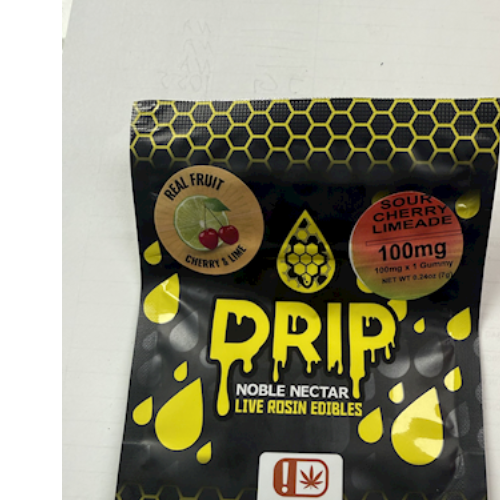 REAL FRUIT
CHERRY & LIME
SOUR
CHERRY
LIMEADE
100mg
100mg x 1 Gummy
NET WT 0.24oz (7g)
DRIP
NOBLE NECTAR
LIVE ROSIN EDIBLES
!